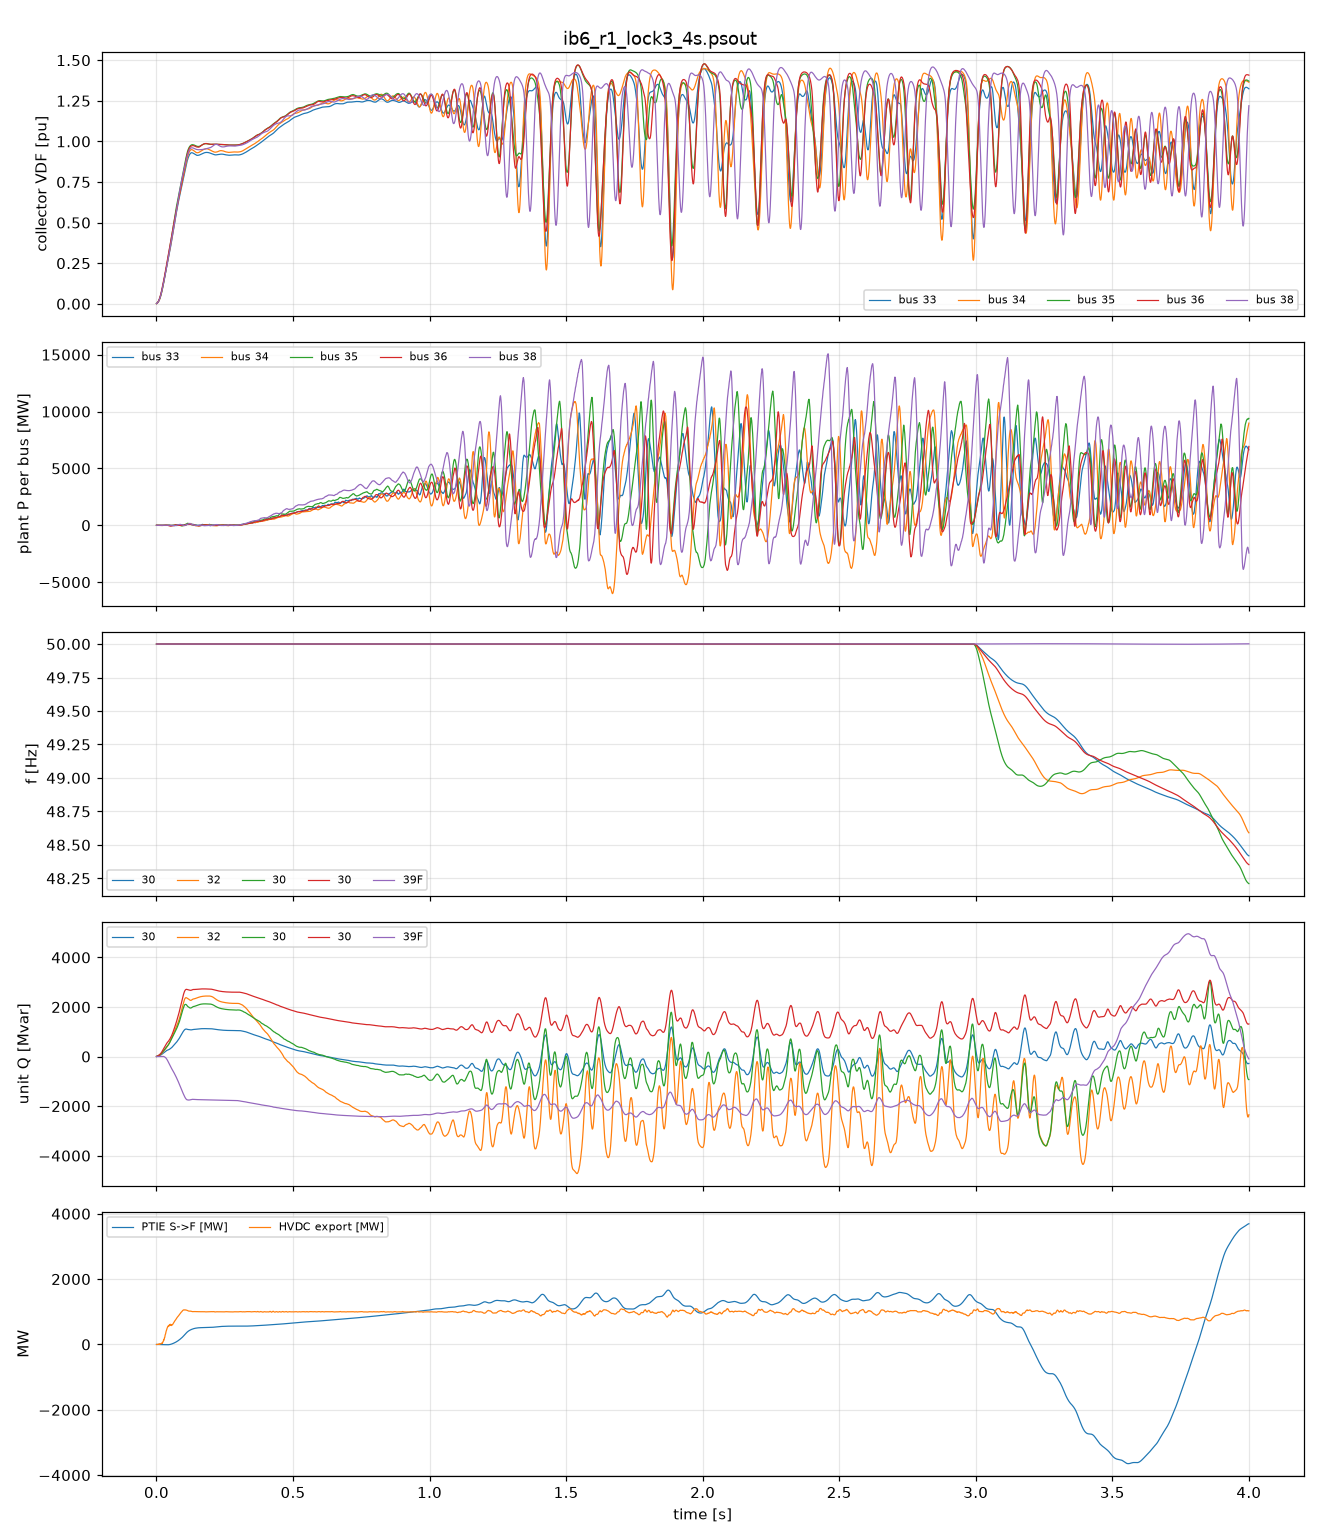 ib6_r1_lock3_4s.psout
collector VDF [pu]
1.50
1.25
1.00
0.75
0.50
0.25
0.00
bus 33 bus 34 bus 35 bus 36 bus 38
plant P per bus [MW]
bus 33 bus 34 bus 35 bus 36 bus 38
15000
10000
5000
0
−5000
f [Hz]
50.00
49.75
49.50
49.25
49.00
48.75
48.50
48.25
30 32 30 30 39F
unit Q [Mvar]
30 32 30 30 39F
4000
2000
0
−2000
−4000
MW
4000
PTIE S->F [MW] HVDC export [MW]
2000
0
−2000
−4000
0.0 0.5 1.0 1.5 2.0 2.5 3.0 3.5 4.0
time [s]